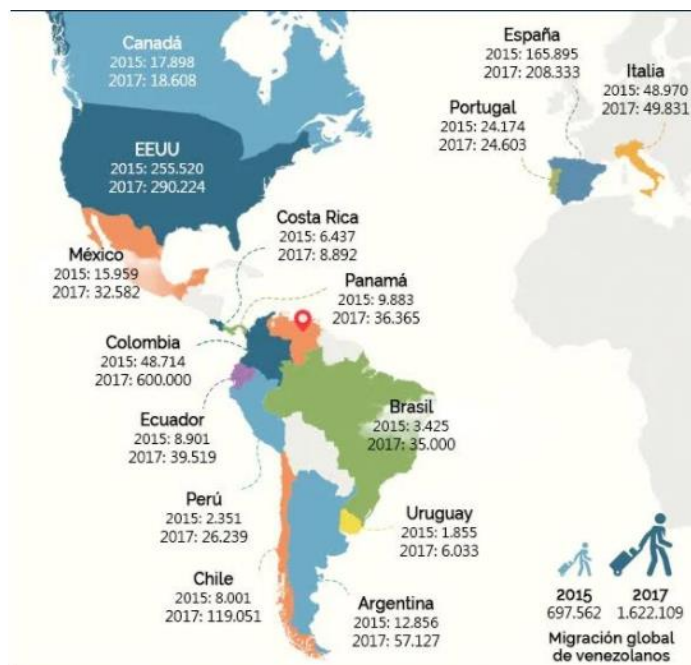 Canadá
2015: 17.898
2017: 18.608
España
2015: 165.895
2017: 208.333
Italia
2015: 48.970
2017: 49.831
Portugal
2015: 24.174
2017: 24.603
EEUU
2015: 255.520
2017: 290.224
Costa Rica
2015: 6.437
2017: 8.892
México
2015: 15.959
2017: 32.582
Panamá
2015: 9.883
2017: 36.365
Colombia
2015: 48.714
2017: 600.000
Ecuador
2015: 8.901
2017: 39.519
Brasil
2015: 3.425
2017: 35.000
Perú
2015: 2.351
2017: 26.239
Uruguay
2015: 1.855
2017: 6.033
Chile
2015: 8.001
2017: 119.051
Argentina
2015: 12.856
2017: 57.127
2015
697.562
2017
1.622.109
Migración global
de venezolanos